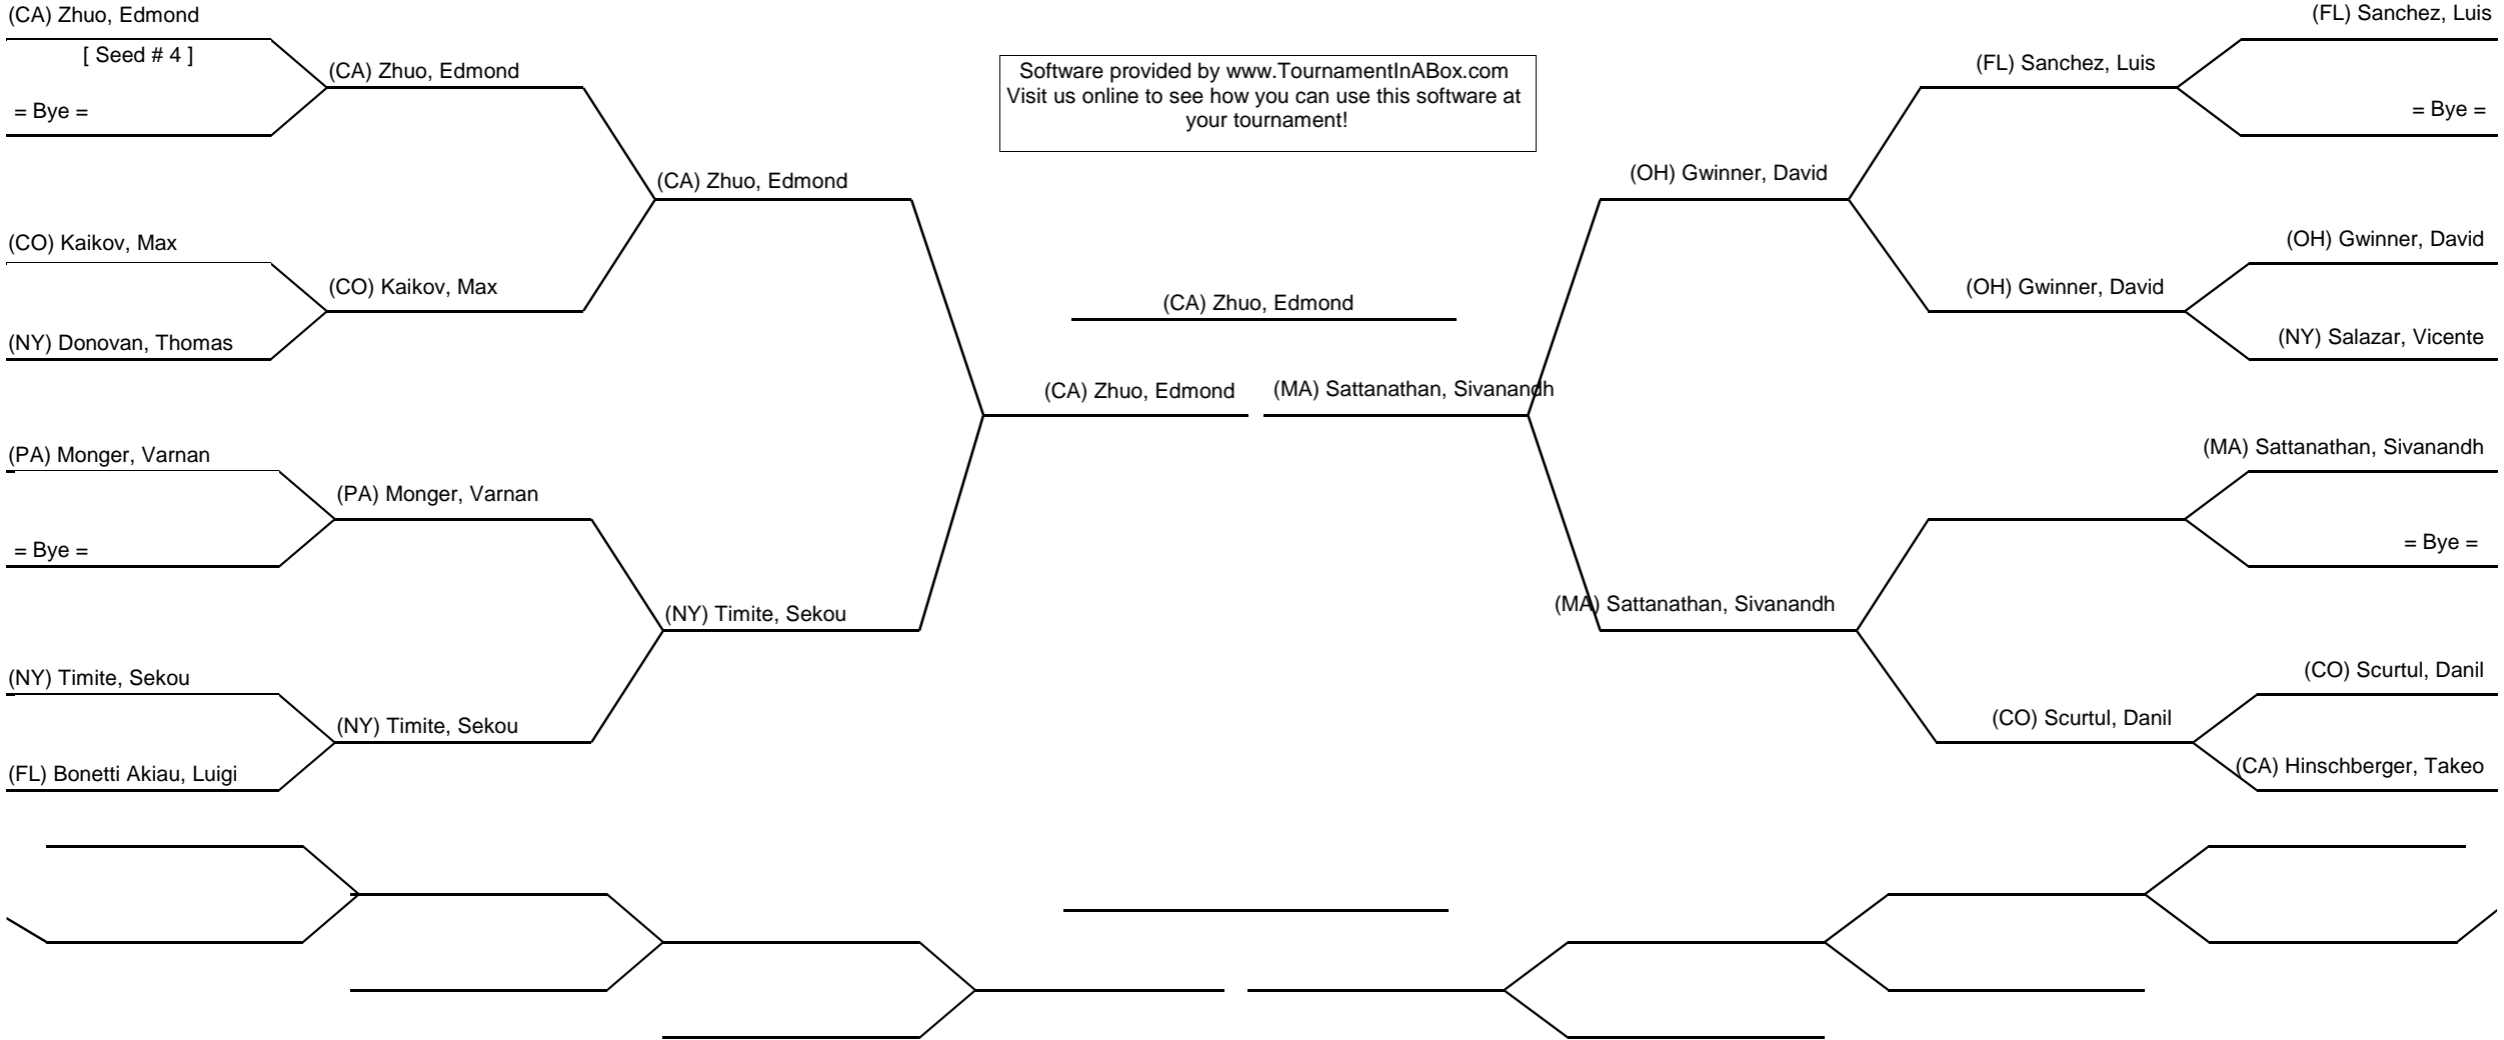 (CA) Zhuo, Edmond
[ Seed # 4 ]
= Bye =
(CO) Kaikov, Max
(NY) Donovan, Thomas
(PA) Monger, Varnan
= Bye =
(NY) Timite, Sekou
(FL) Bonetti Akiau, Luigi
(CA) Zhuo, Edmond
(CO) Kaikov, Max
(PA) Monger, Varnan
(NY) Timite, Sekou
(CA) Zhuo, Edmond
(NY) Timite, Sekou
Software provided by www.TournamentInABox.com
Visit us online to see how you can use this software at
your tournament!
(CA) Zhuo, Edmond
(CA) Zhuo, Edmond
(MA) Sattanathan, Sivanandh
(OH) Gwinner, David
(MA) Sattanathan, Sivanandh
(FL) Sanchez, Luis
(OH) Gwinner, David
(CO) Scurtul, Danil
(FL) Sanchez, Luis
= Bye =
(OH) Gwinner, David
(NY) Salazar, Vicente
(MA) Sattanathan, Sivanandh
= Bye =
(CO) Scurtul, Danil
(CA) Hinschberger, Takeo